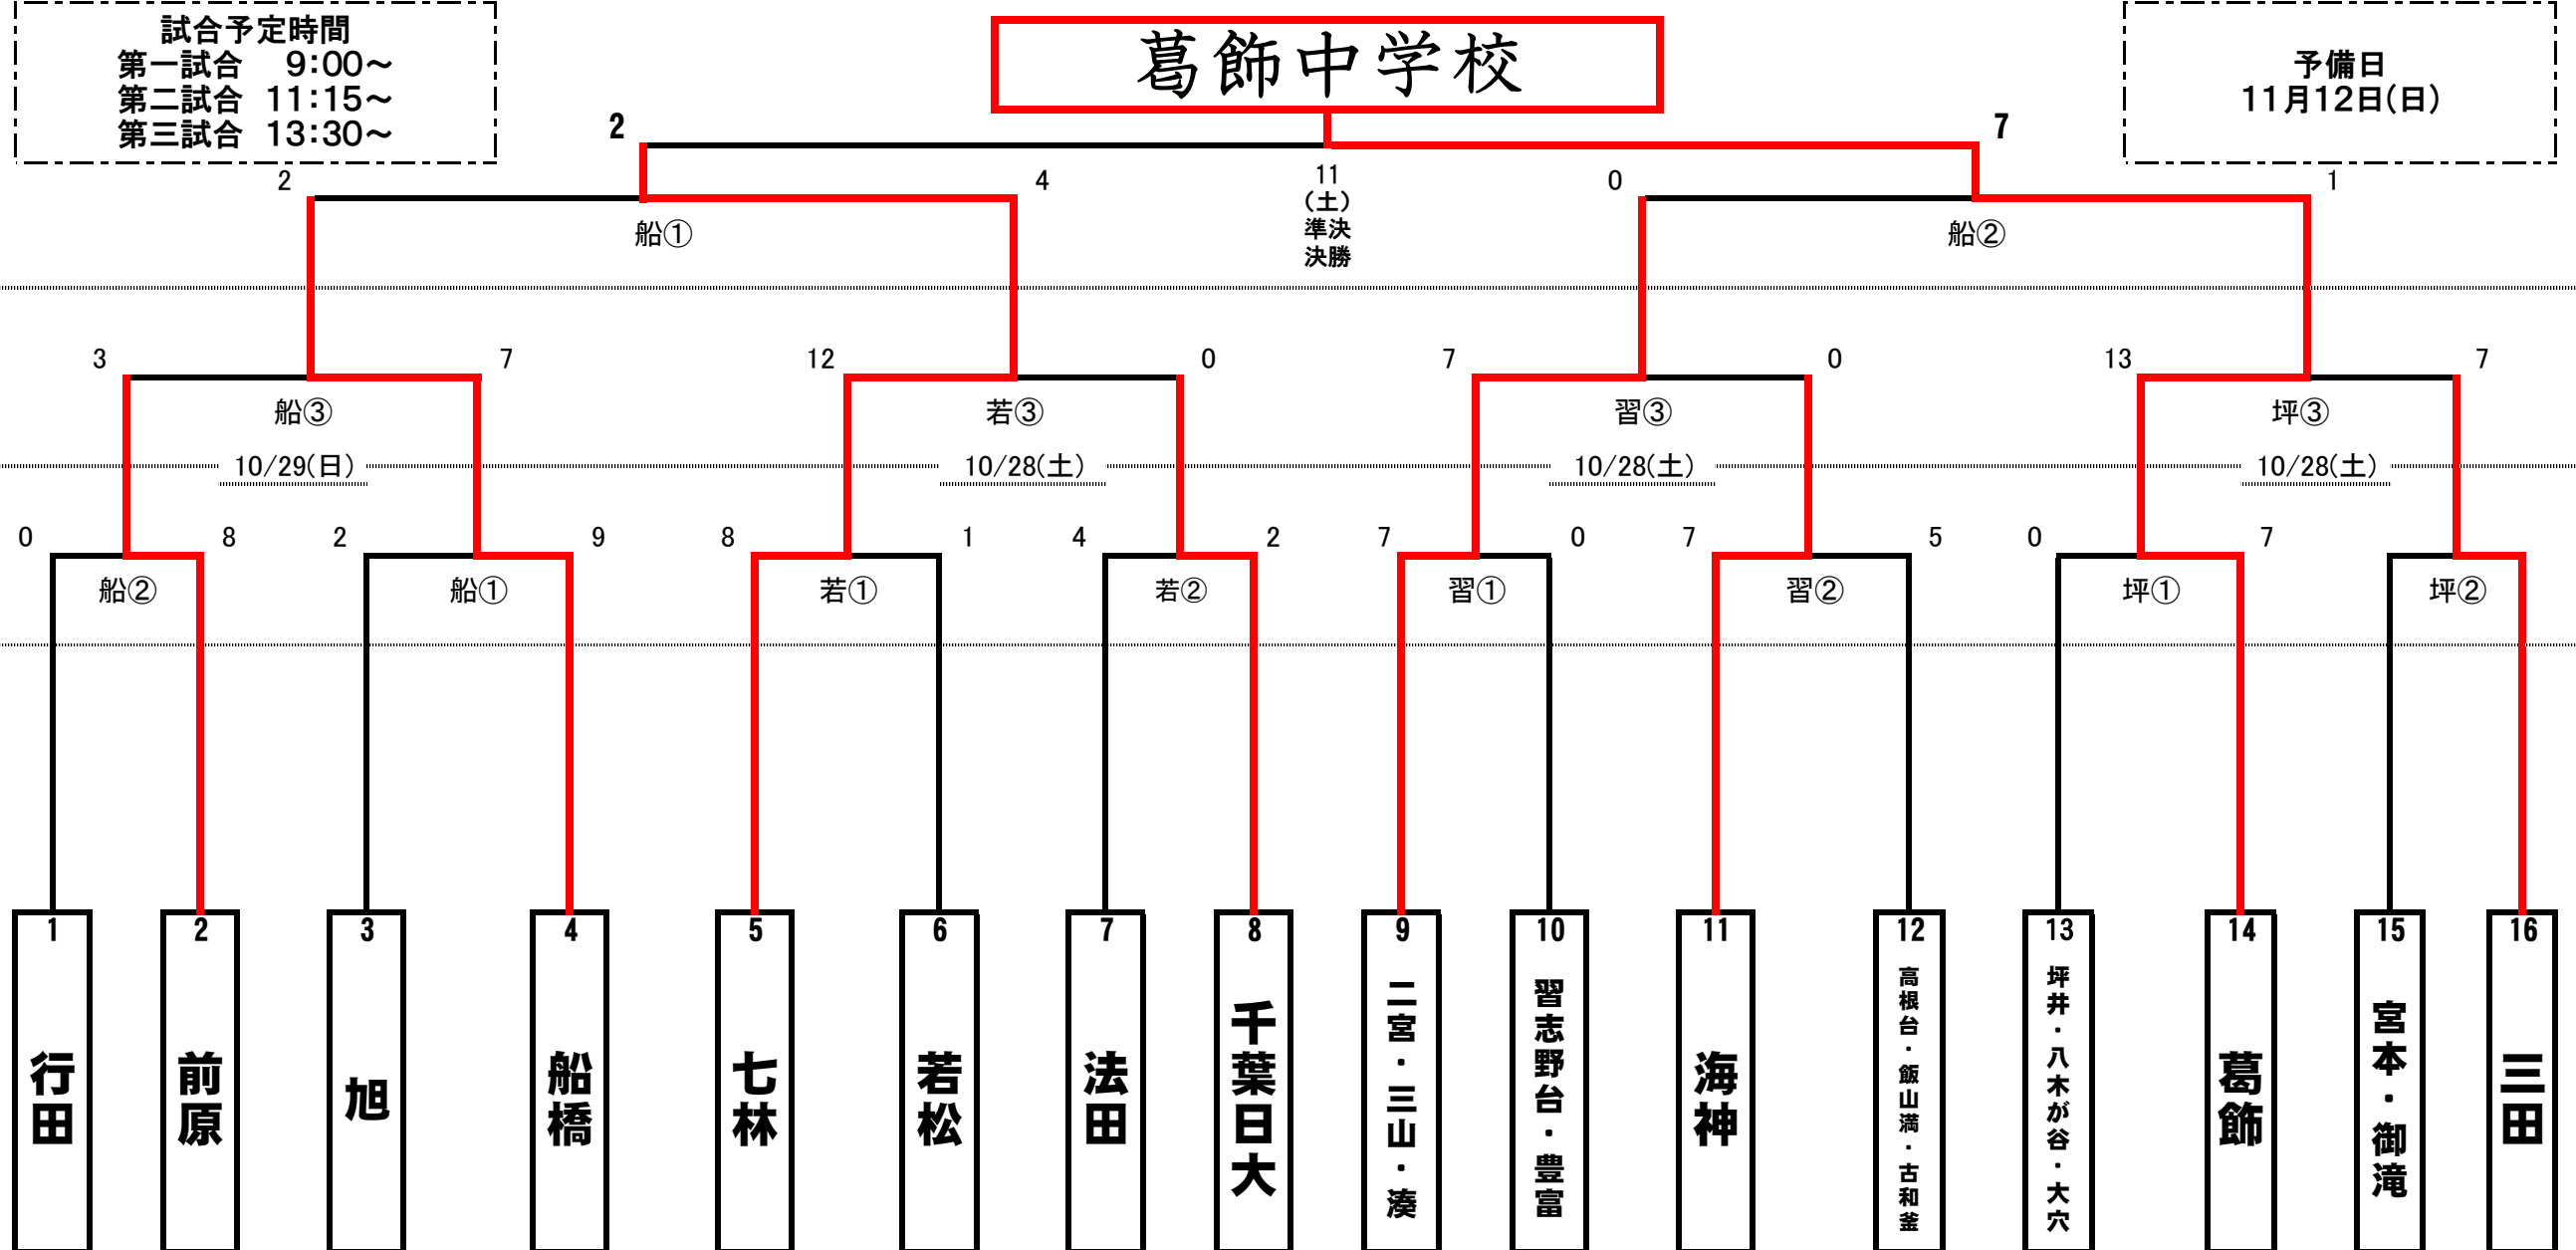 試合予定時間
第一試合 9:00～
第二試合 11:15～
第三試合 13:30～
葛飾中学校
予備日
11月12日(日)
2
7
2
4
11
(土)
準決
決勝
0
1
船①
船②
3
7
12
0
7
0
13
7
船③
若③
習③
坪③
10/29(日)
10/28(土)
10/28(土)
10/28(土)
0
8
2
9
8
1
4
2
7
0
7
5
0
7
船②
船①
若①
若②
習①
習②
坪①
坪②
1
行田
2
前原
3
旭
4
船橋
5
七林
6
若松
7
法田
8
千葉日大
9
二宮・三山・湊
10
習志野台・豊富
11
海神
12
高根台・飯山満・古和釜
13
坪井・八木が谷・大穴
14
葛飾
15
宮本・御滝
16
三田